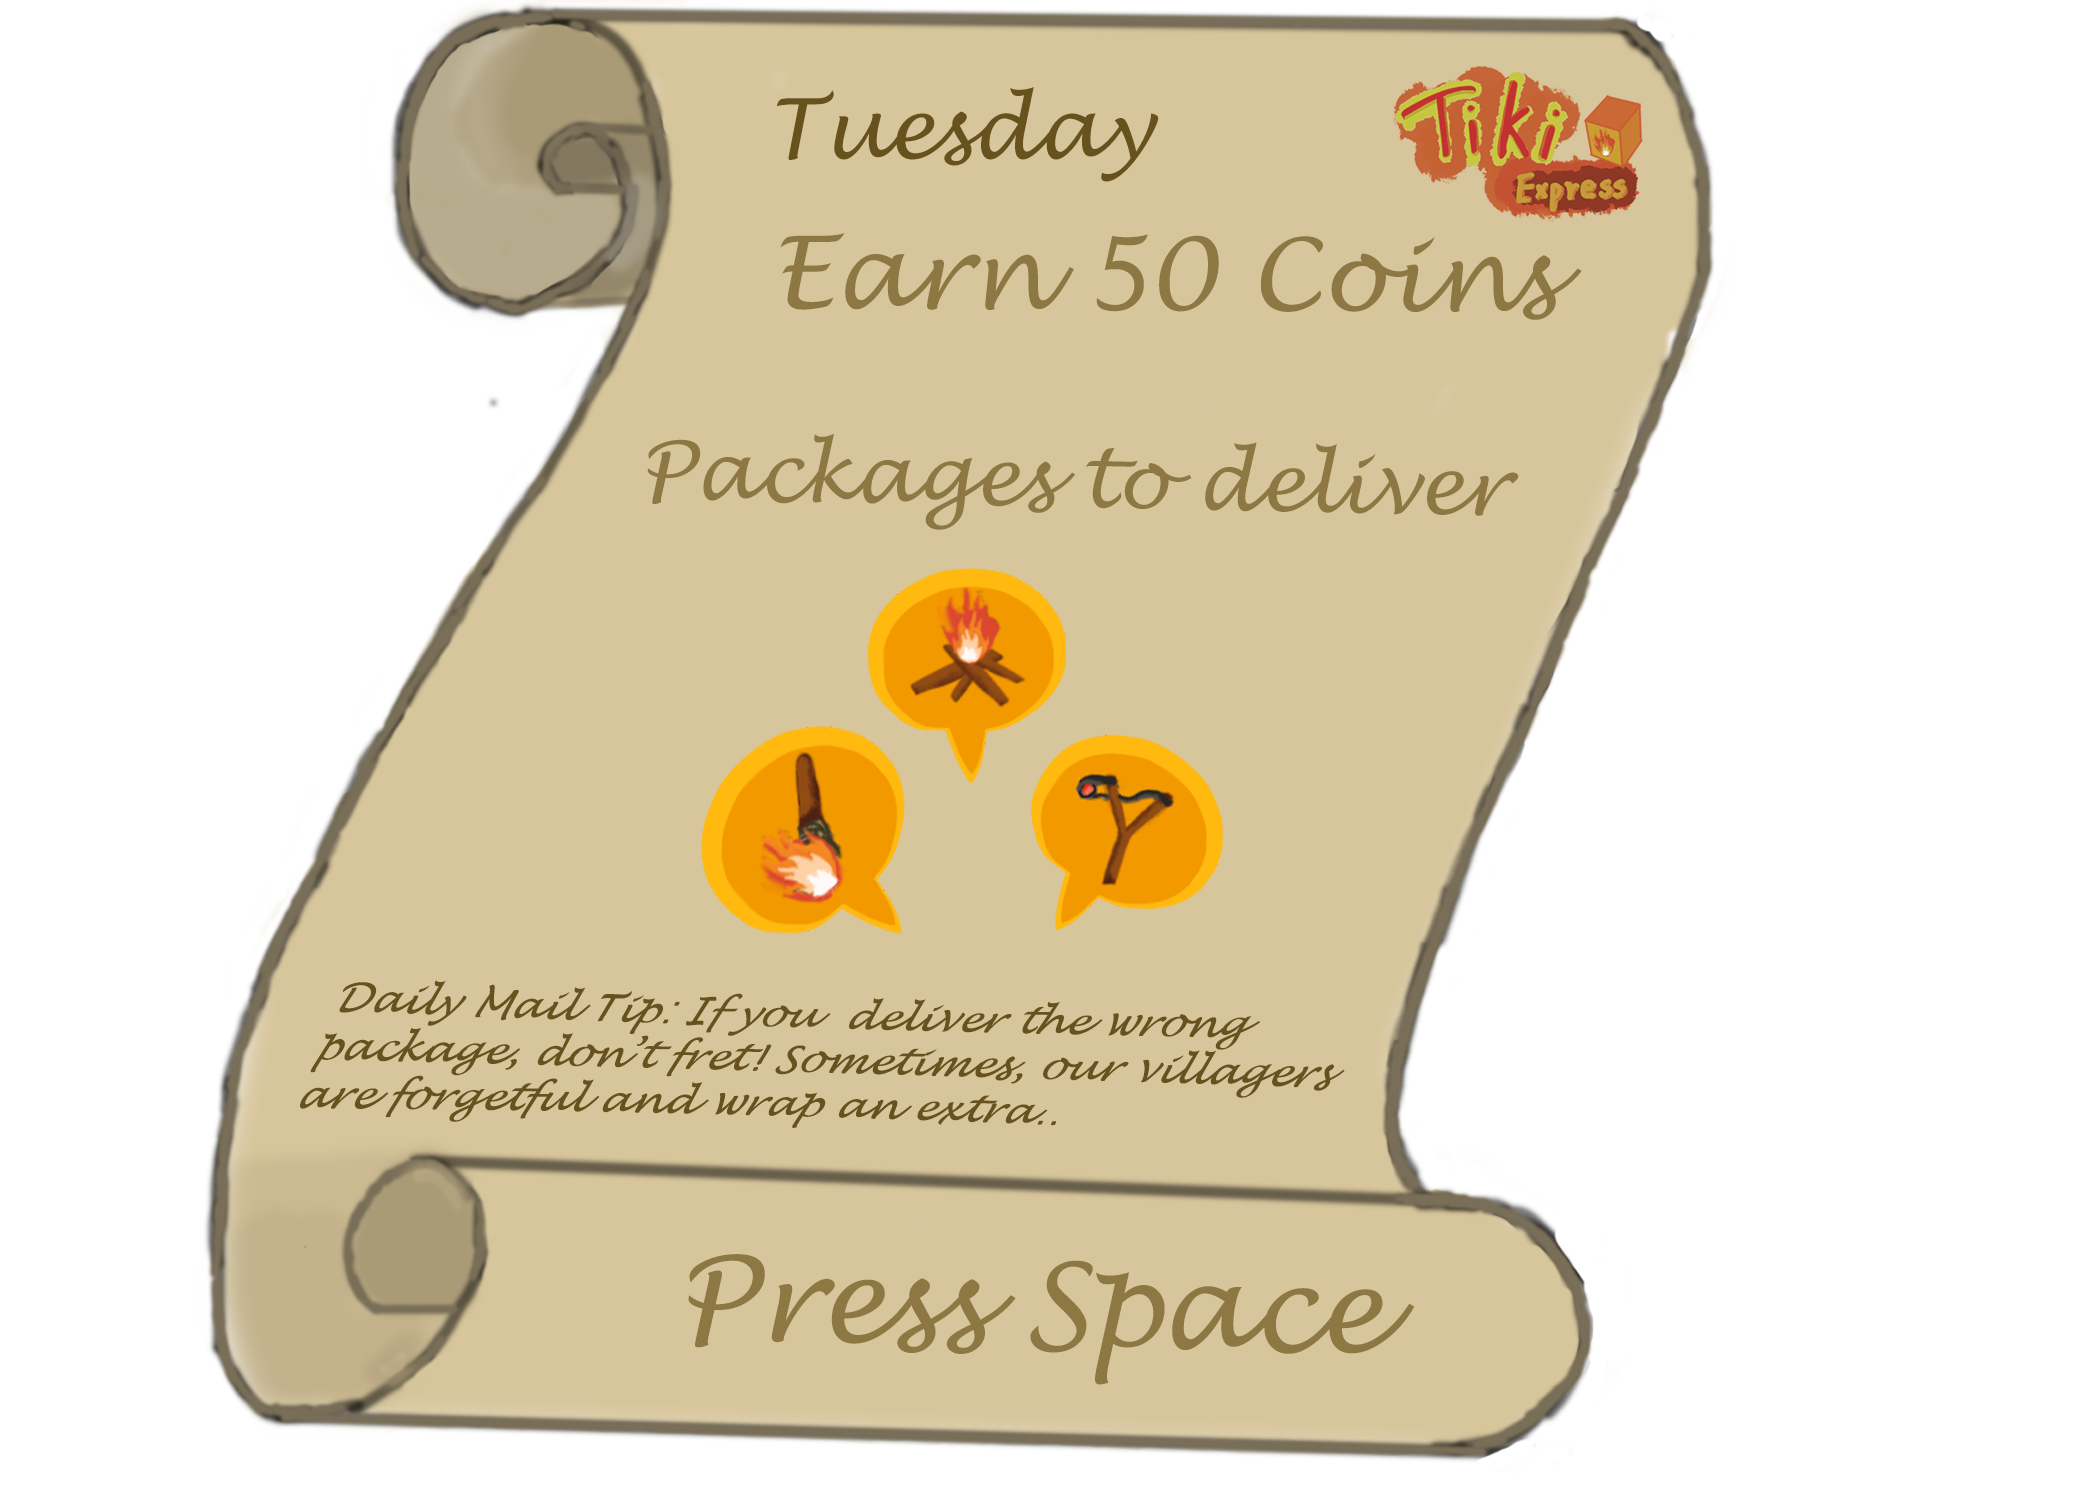 Tuesday
Tiki
Express
Earn 50 Coins
Packages to deliver
Daily Mail Tip: If you deliver the wrong
package, don't fret! Sometimes, our villagers
are forgetful and wrap an extra..
Press Space